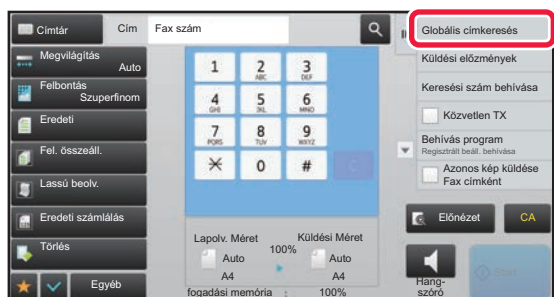 Címtár
Cím
Fax szám
Globális címkeresés
Megvilágítás
Auto
Felbontás
Szuperfinom
Eredeti
Fel. összeáll.
Lassú beolv.
Eredeti számlálás
Törlés
Egyéb
1
2
ABC
3
DEF
4
GHI
5
JKL
6
MNO
7
PQRS
8
TUV
9
WXYZ
0
#
C
Lapolv. Méret
100%
Küldési Méret
Auto
A4
Auto
A4
fogadási memória : 100%
Küldési előzmények
Keresési szám behívása
Közvetlen TX
Behívás program
Regisztrált beáll. behívása
Azonos kép küldése
Fax címként
Előnézet
CA
Hang-
szóró
Start